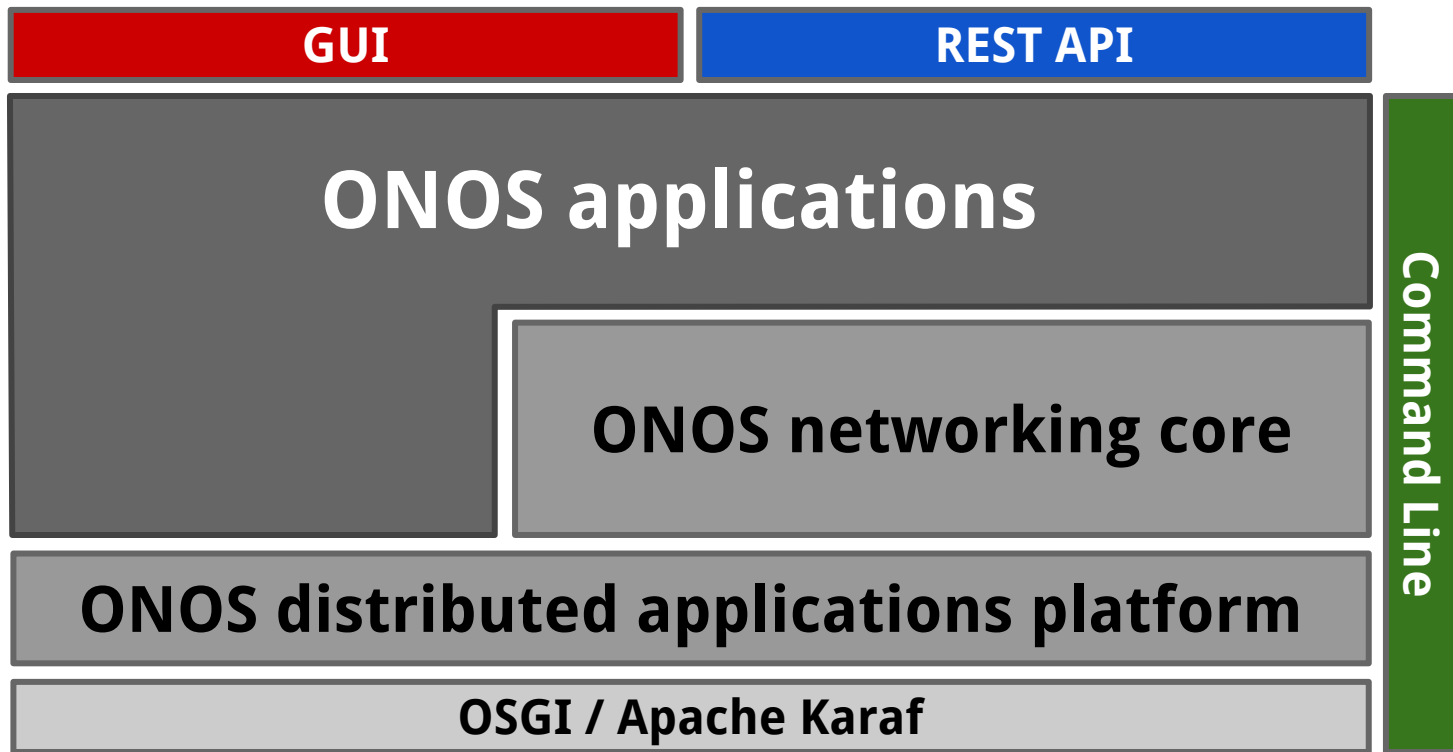 GUI
REST API
ONOS applications
ONOS networking core
ONOS distributed applications platform
OSGI / Apache Karaf
Command Line